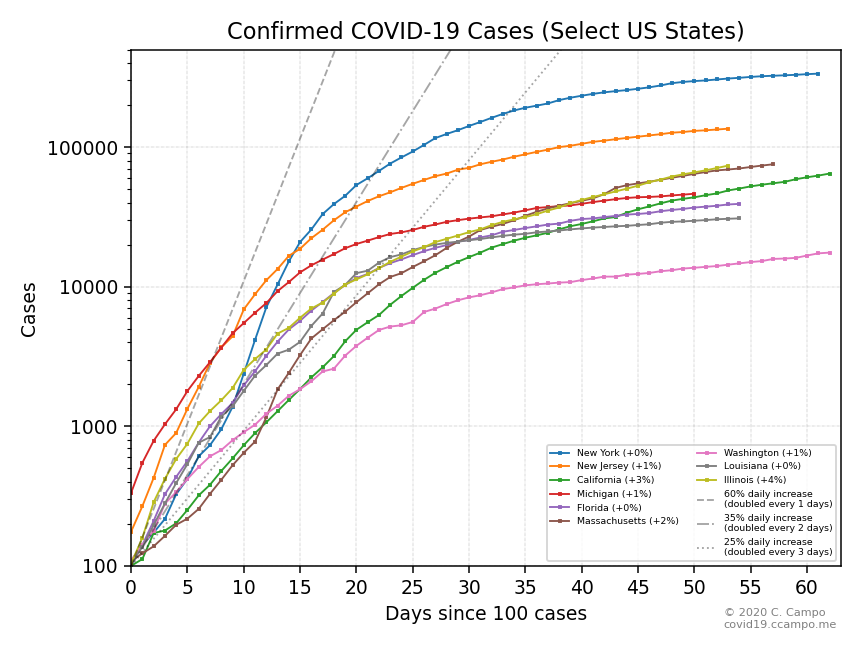 Confirmed COVID-19 Cases (Select US States)
Cases
100000
10000
1000
100
0 5 10 15 20 25 30 35 40 45 50 55 60
Days since 100 cases
New York (+0%)
New Jersey (+1%)
California (+3%)
Michigan (+1%)
Florida (+0%)
Massachusetts (+2%)
Washington (+1%)
Louisiana (+0%)
Illinois (+4%)
60% daily increase
(doubled every 1 days)
35% daily increase
(doubled every 2 days)
25% daily increase
(doubled every 3 days)
© 2020 C. Campo
covid19.ccampo.me